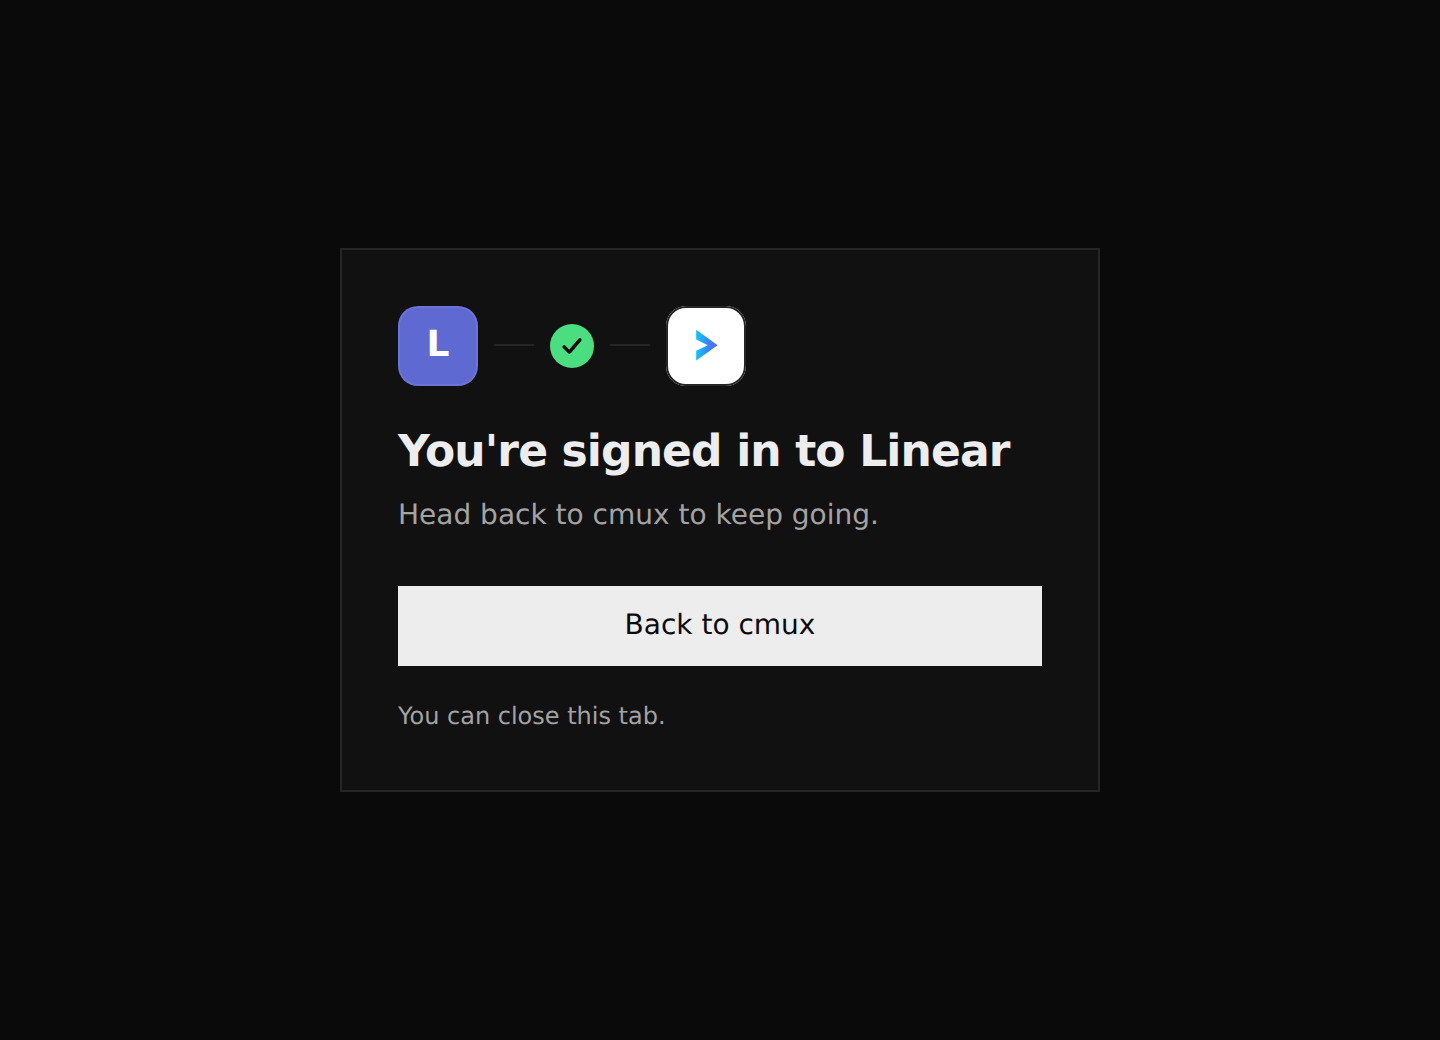 L
You're signed in to Linear
Head back to cmux to keep going.
Back to cmux
You can close this tab.